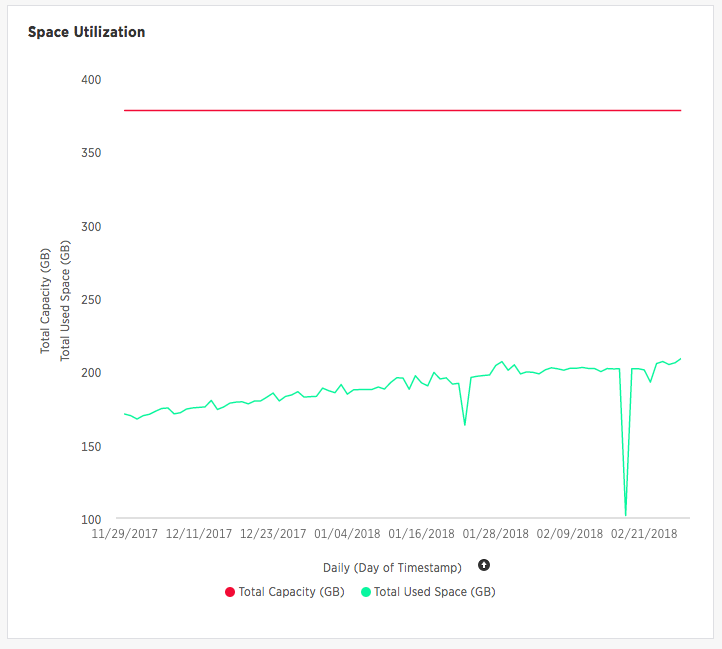 Space Utilization
400
350
300
250
200
150
100
Total Capacity (GB)
Total Used Space (GB)
11/29/2017 12/11/2017 12/23/2017 01/04/2018 01/16/2018 01/28/2018 02/09/2018 02/21/2018
Daily (Day of Timestamp)
Total Capacity (GB) Total Used Space (GB)